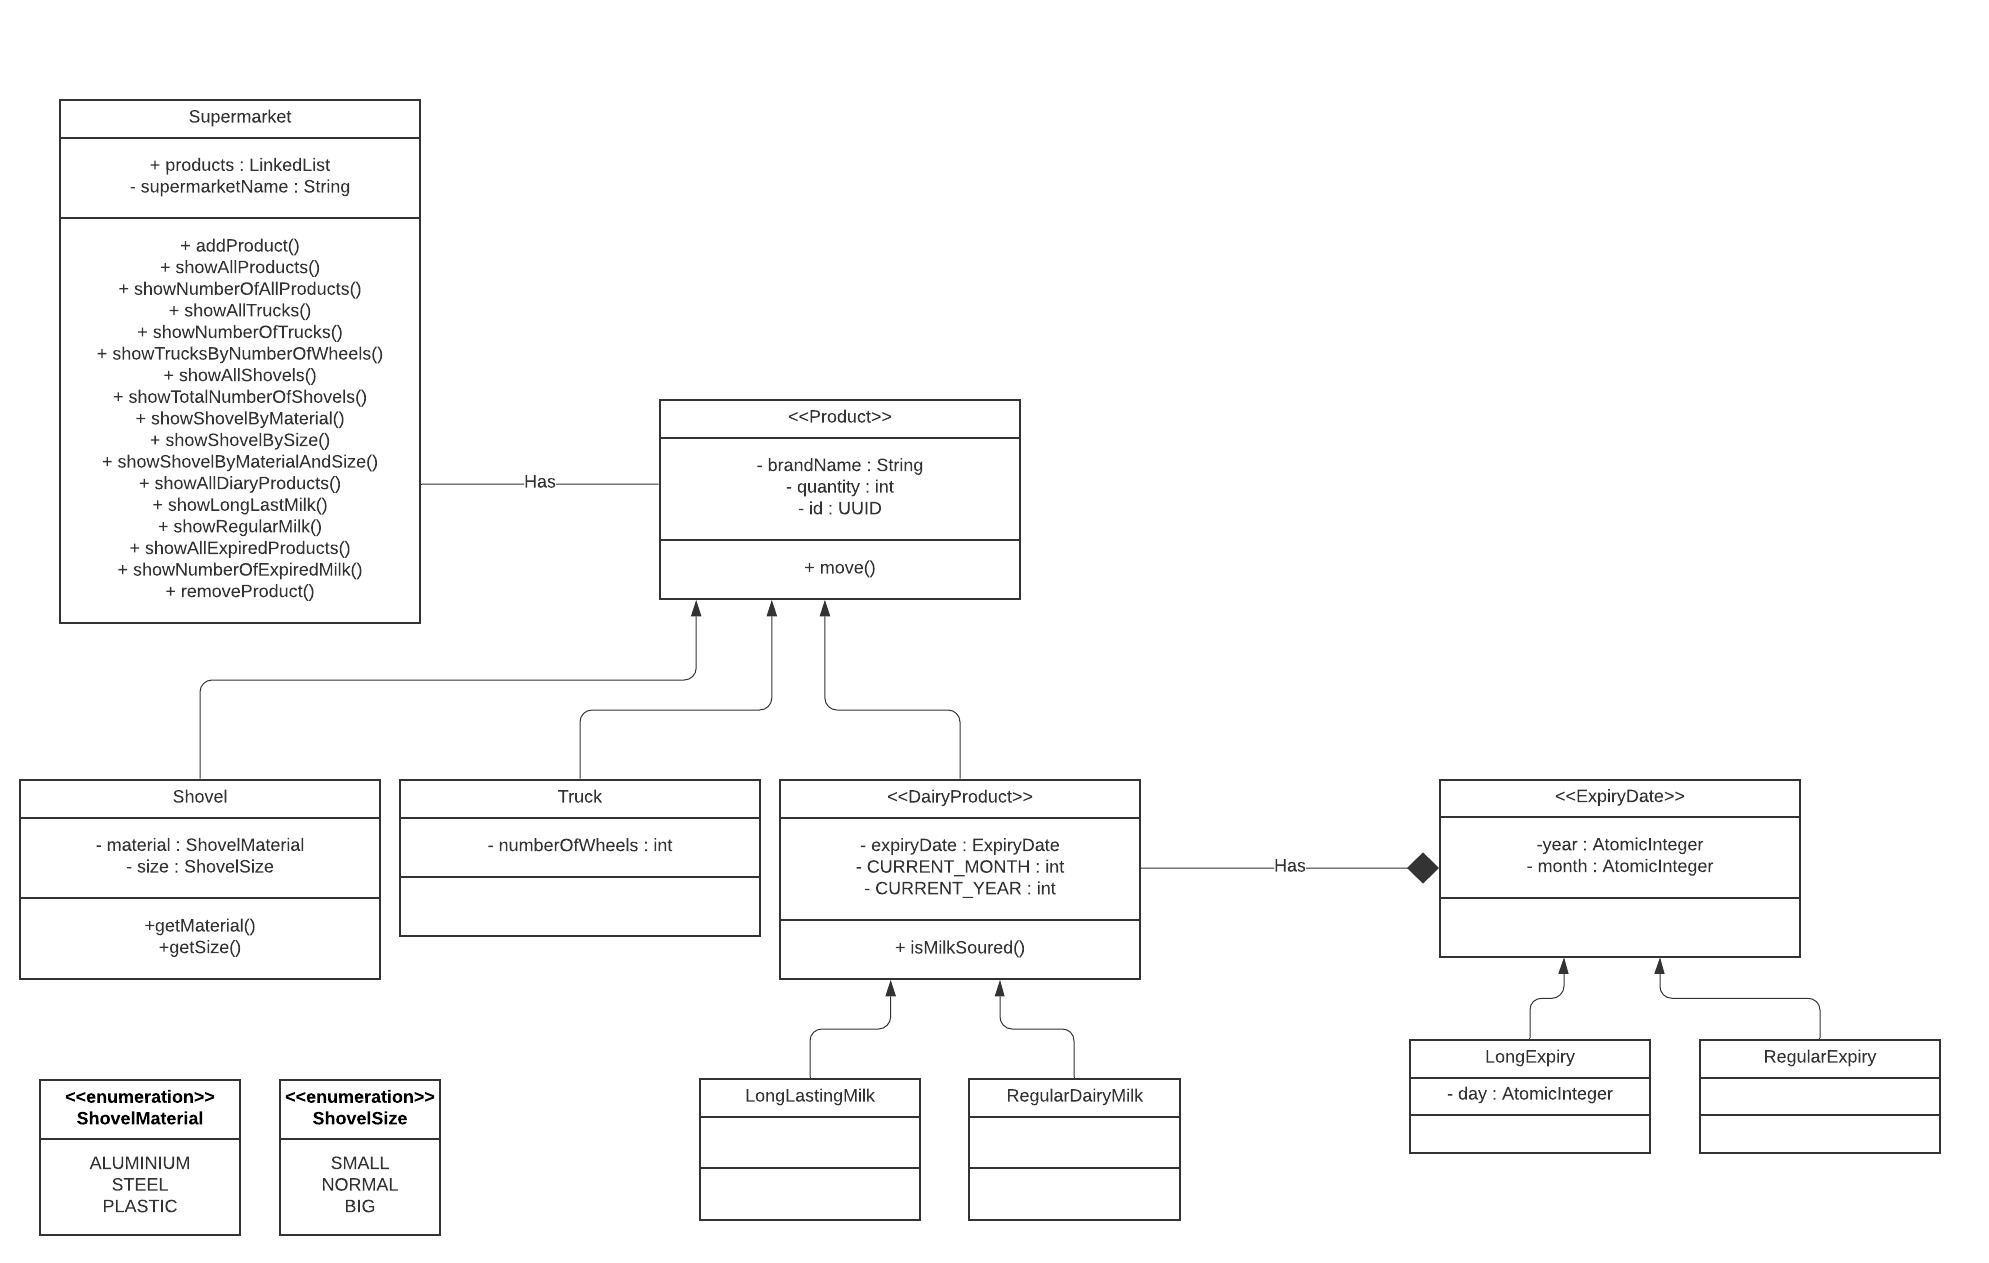 Supermarket
+ products : LinkedList
- supermarketName : String
+ addProduct()
+ showAllProducts()
+ showNumberOfAllProducts()
+ showAllTrucks()
+ showNumberOfTrucks()
+ showTrucksByNumberOfWheels()
+ showAllShovels()
+ showTotalNumberOfShovels()
+ showShovelByMaterial()
+ showShovelBySize()
+ showShovelByMaterialAndSize()
+ showAllDiaryProducts()
+ showLongLastMilk()
+ showRegularMilk()
+ showAllExpiredProducts()
+ showNumberOfExpiredMilk()
+ removeProduct()
Has
<<Product>>
- brandName : String
- quantity : int
- id : UUID
+ move()
Shovel
- material : ShovelMaterial
- size : ShovelSize
+getMaterial()
+getSize()
Truck
- numberOfWheels : int
<<DairyProduct>>
- expiryDate : ExpiryDate
- CURRENT_MONTH : int
- CURRENT_YEAR : int
+ isMilkSoured()
Has
<<ExpiryDate>>
-year : AtomicInteger
- month : AtomicInteger
<<enumeration>>
ShovelMaterial
ALUMINIUM
STEEL
PLASTIC
<<enumeration>>
ShovelSize
SMALL
NORMAL
BIG
LongLastingMilk
RegularDairyMilk
LongExpiry
- day : AtomicInteger
RegularExpiry